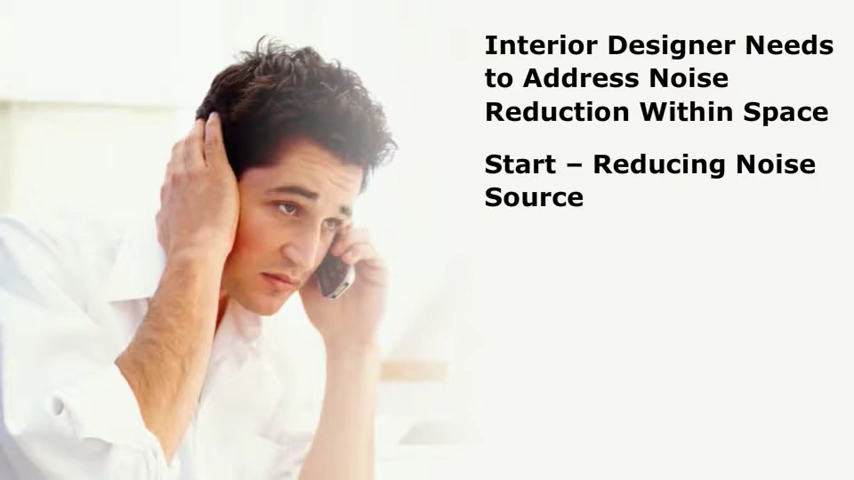 Interior Designer Needs
to Address Noise
Reduction Within Space
Start – Reducing Noise
Source